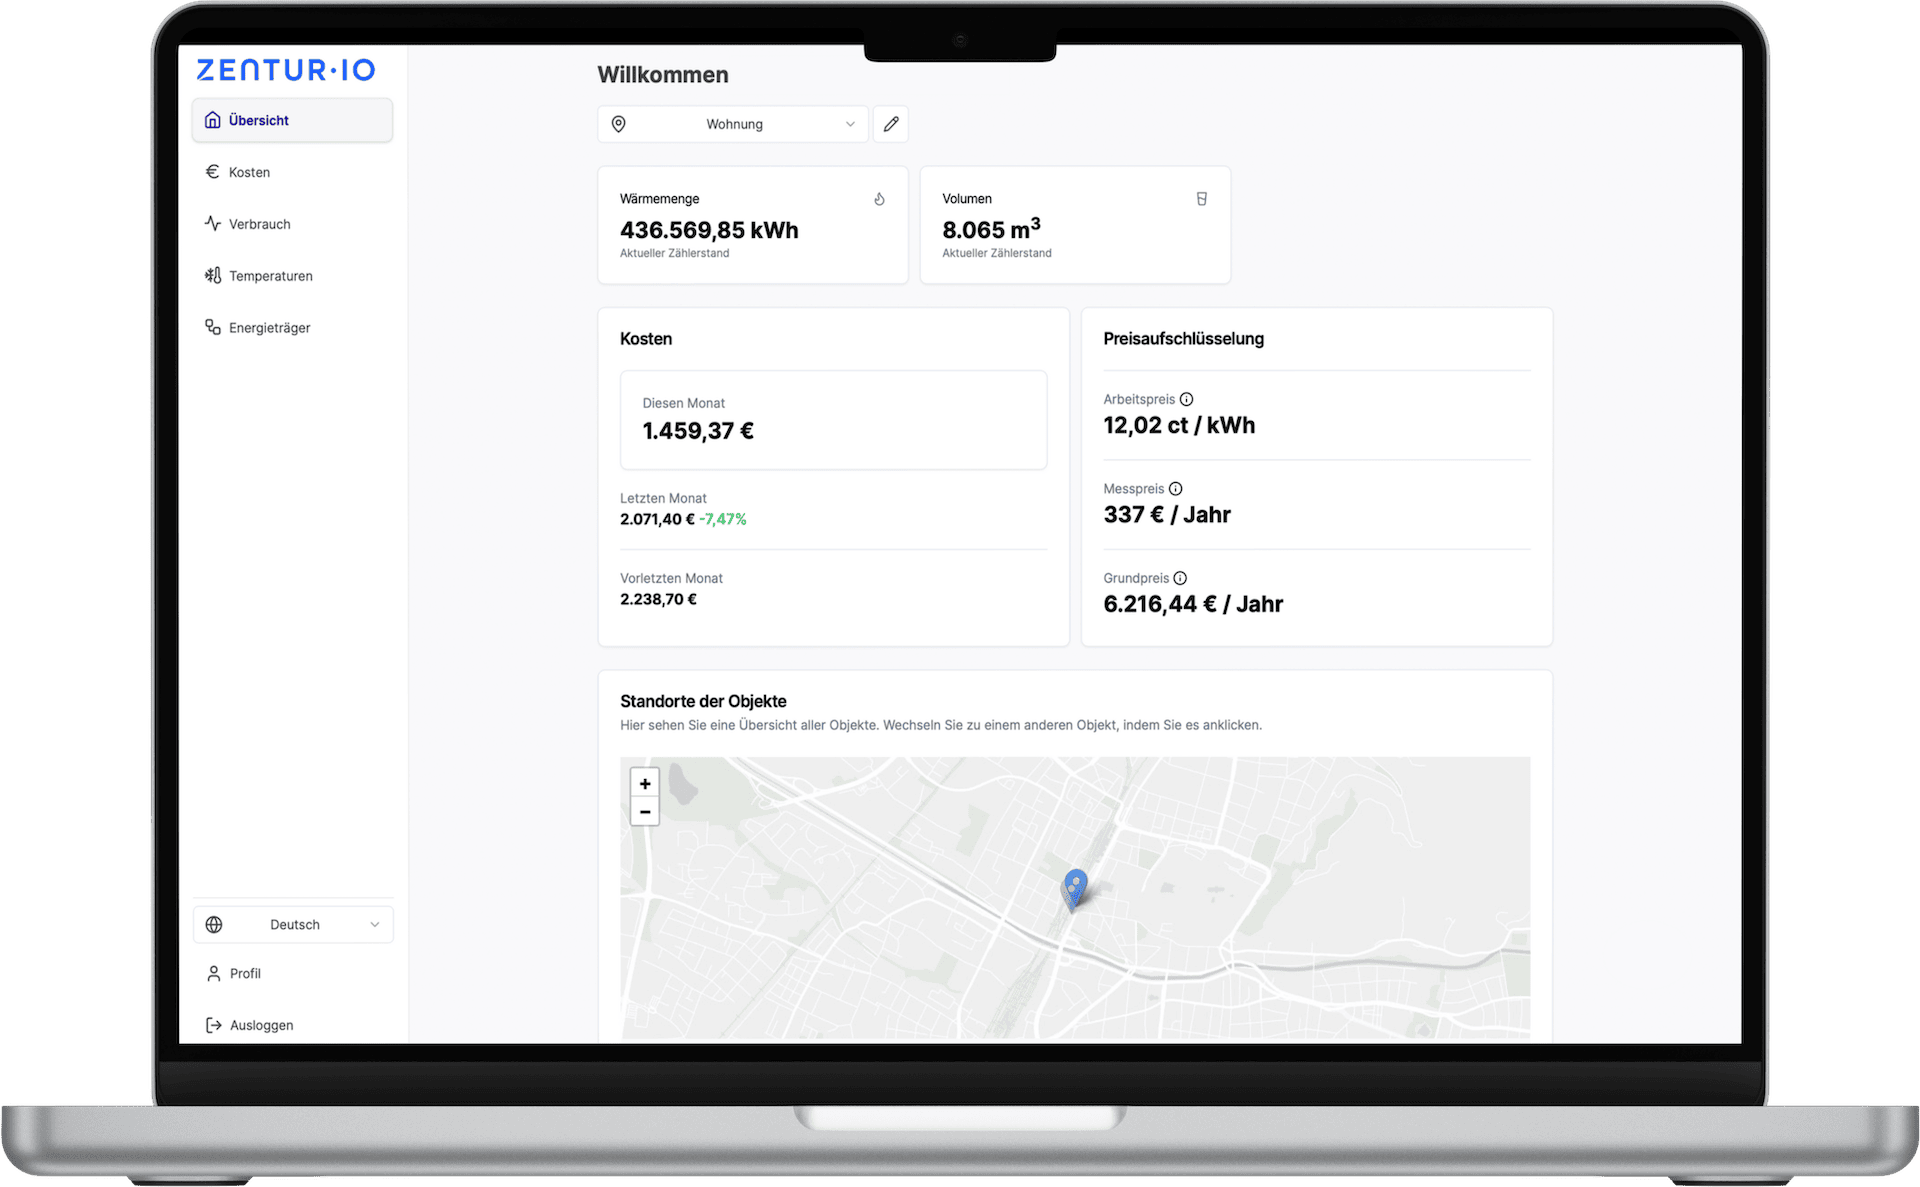 ZENTUR·IO
Übersicht
Kosten
Verbrauch
Temperaturen
Energieträger
Deutsch
Profil
Ausloggen
Willkommen
Wohnung
Wärmemenge
436.569,85 kWh
Aktueller Zählerstand
Volumen
8.065 m³
Aktueller Zählerstand
Kosten
Diesen Monat
1.459,37 €
Letzten Monat
2.071,40 € -7,47%
Vorletzten Monat
2.238,70 €
Preisaufschlüsselung
Arbeitspreis
12,02 ct / kWh
Messpreis
337 € / Jahr
Grundpreis
6.216,44 € / Jahr
Standorte der Objekte
Hier sehen Sie eine Übersicht aller Objekte. Wechseln Sie zu einem anderen Objekt, indem Sie es anklicken.
+
−